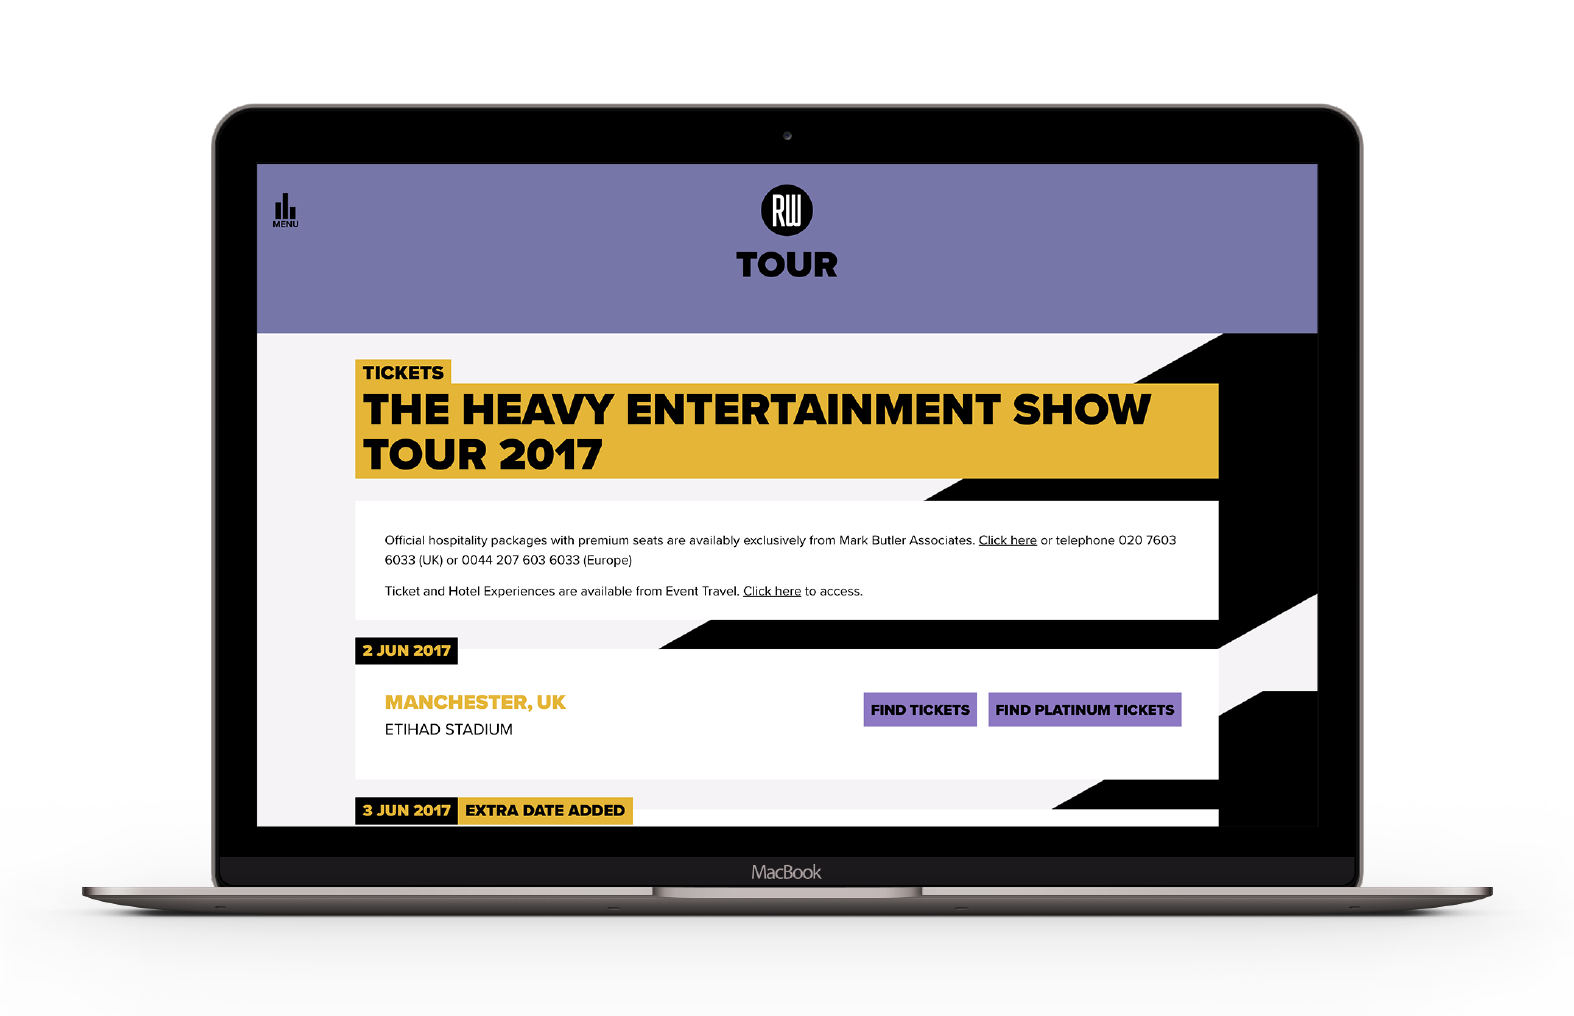 MENU
RW
TOUR
TICKETS
THE HEAVY ENTERTAINMENT SHOW
TOUR 2017
Official hospitality packages with premium seats are availably exclusively from Mark Butler Associates. Click here or telephone 020 7603
6033 (UK) or 0044 207 603 6033 (Europe)
Ticket and Hotel Experiences are available from Event Travel. Click here to access.
2 JUN 2017
MANCHESTER, UK
ETIHAD STADIUM
FIND TICKETS FIND PLATINUM TICKETS
3 JUN 2017 EXTRA DATE ADDED
MacBook